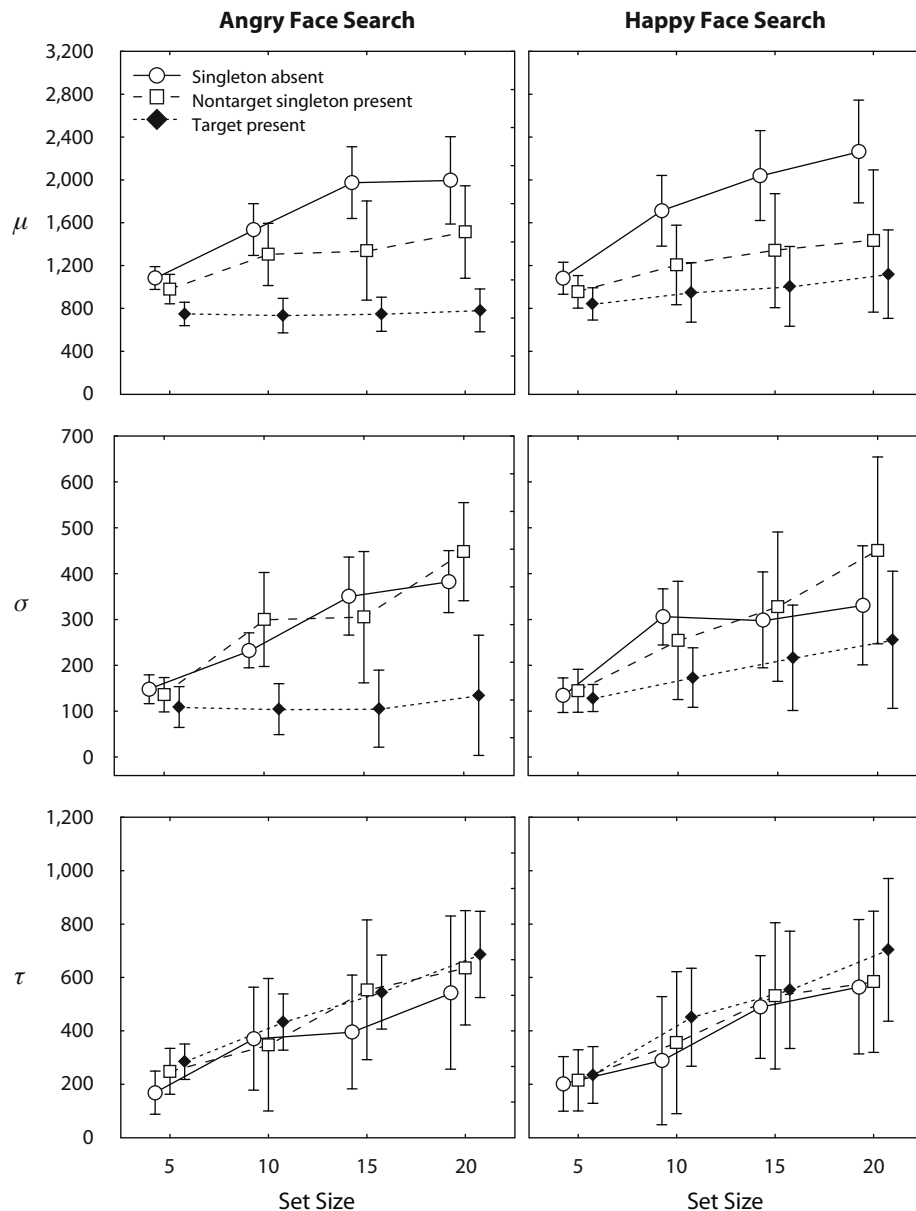 Angry Face Search
Happy Face Search
3,200
2,800
2,400
2,000
1,600
1,200
800
400
0
μ
Singleton absent
Nontarget singleton present
Target present
700
600
500
400
300
200
100
0
σ
1,200
1,000
800
600
400
200
0
τ
5 10 15 20
5 10 15 20
Set Size
Set Size